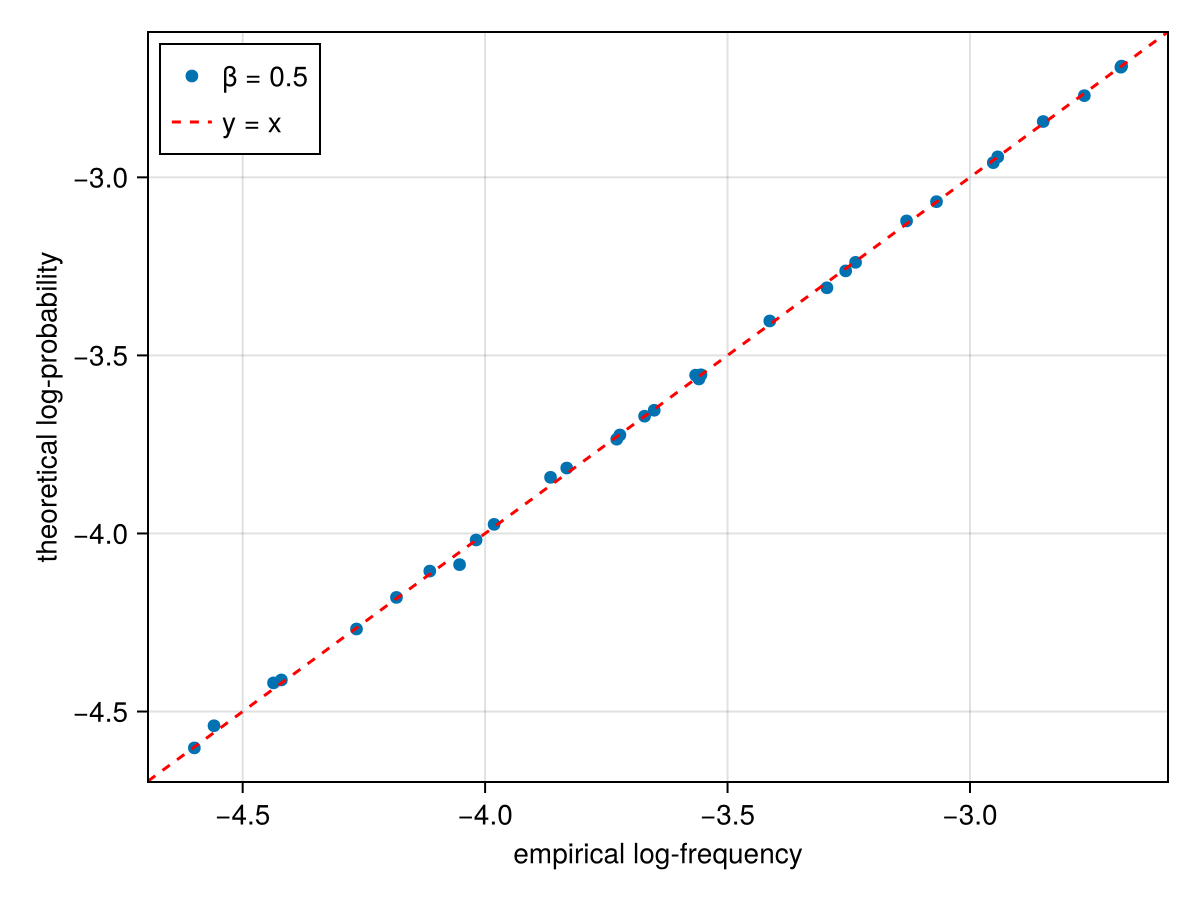 β = 0.5
y = x
−3.0
−3.5
−4.0
−4.5
theoretical log-probability
−4.5 −4.0 −3.5 −3.0
empirical log-frequency